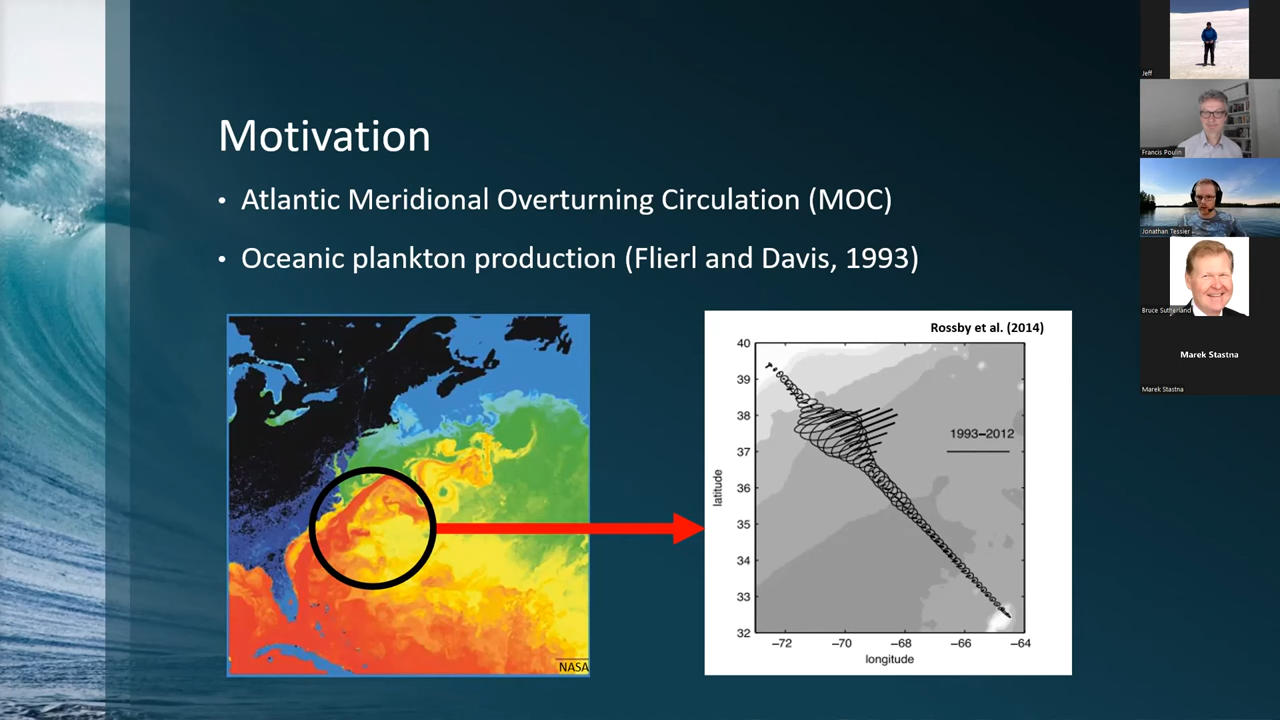 Motivation
• Atlantic Meridional Overturning Circulation (MOC)
• Oceanic plankton production (Flierl and Davis, 1993)
NASA
Rossby et al. (2014)
40
39
38
37
36
35
34
33
32
latitude
1993–2012
−72
−70
−68
−66
−64
longitude
Jeff
Francis Poulin
Jonathan Tessier
Bruce Sutherland
Marek Stastna
Marek Stastna